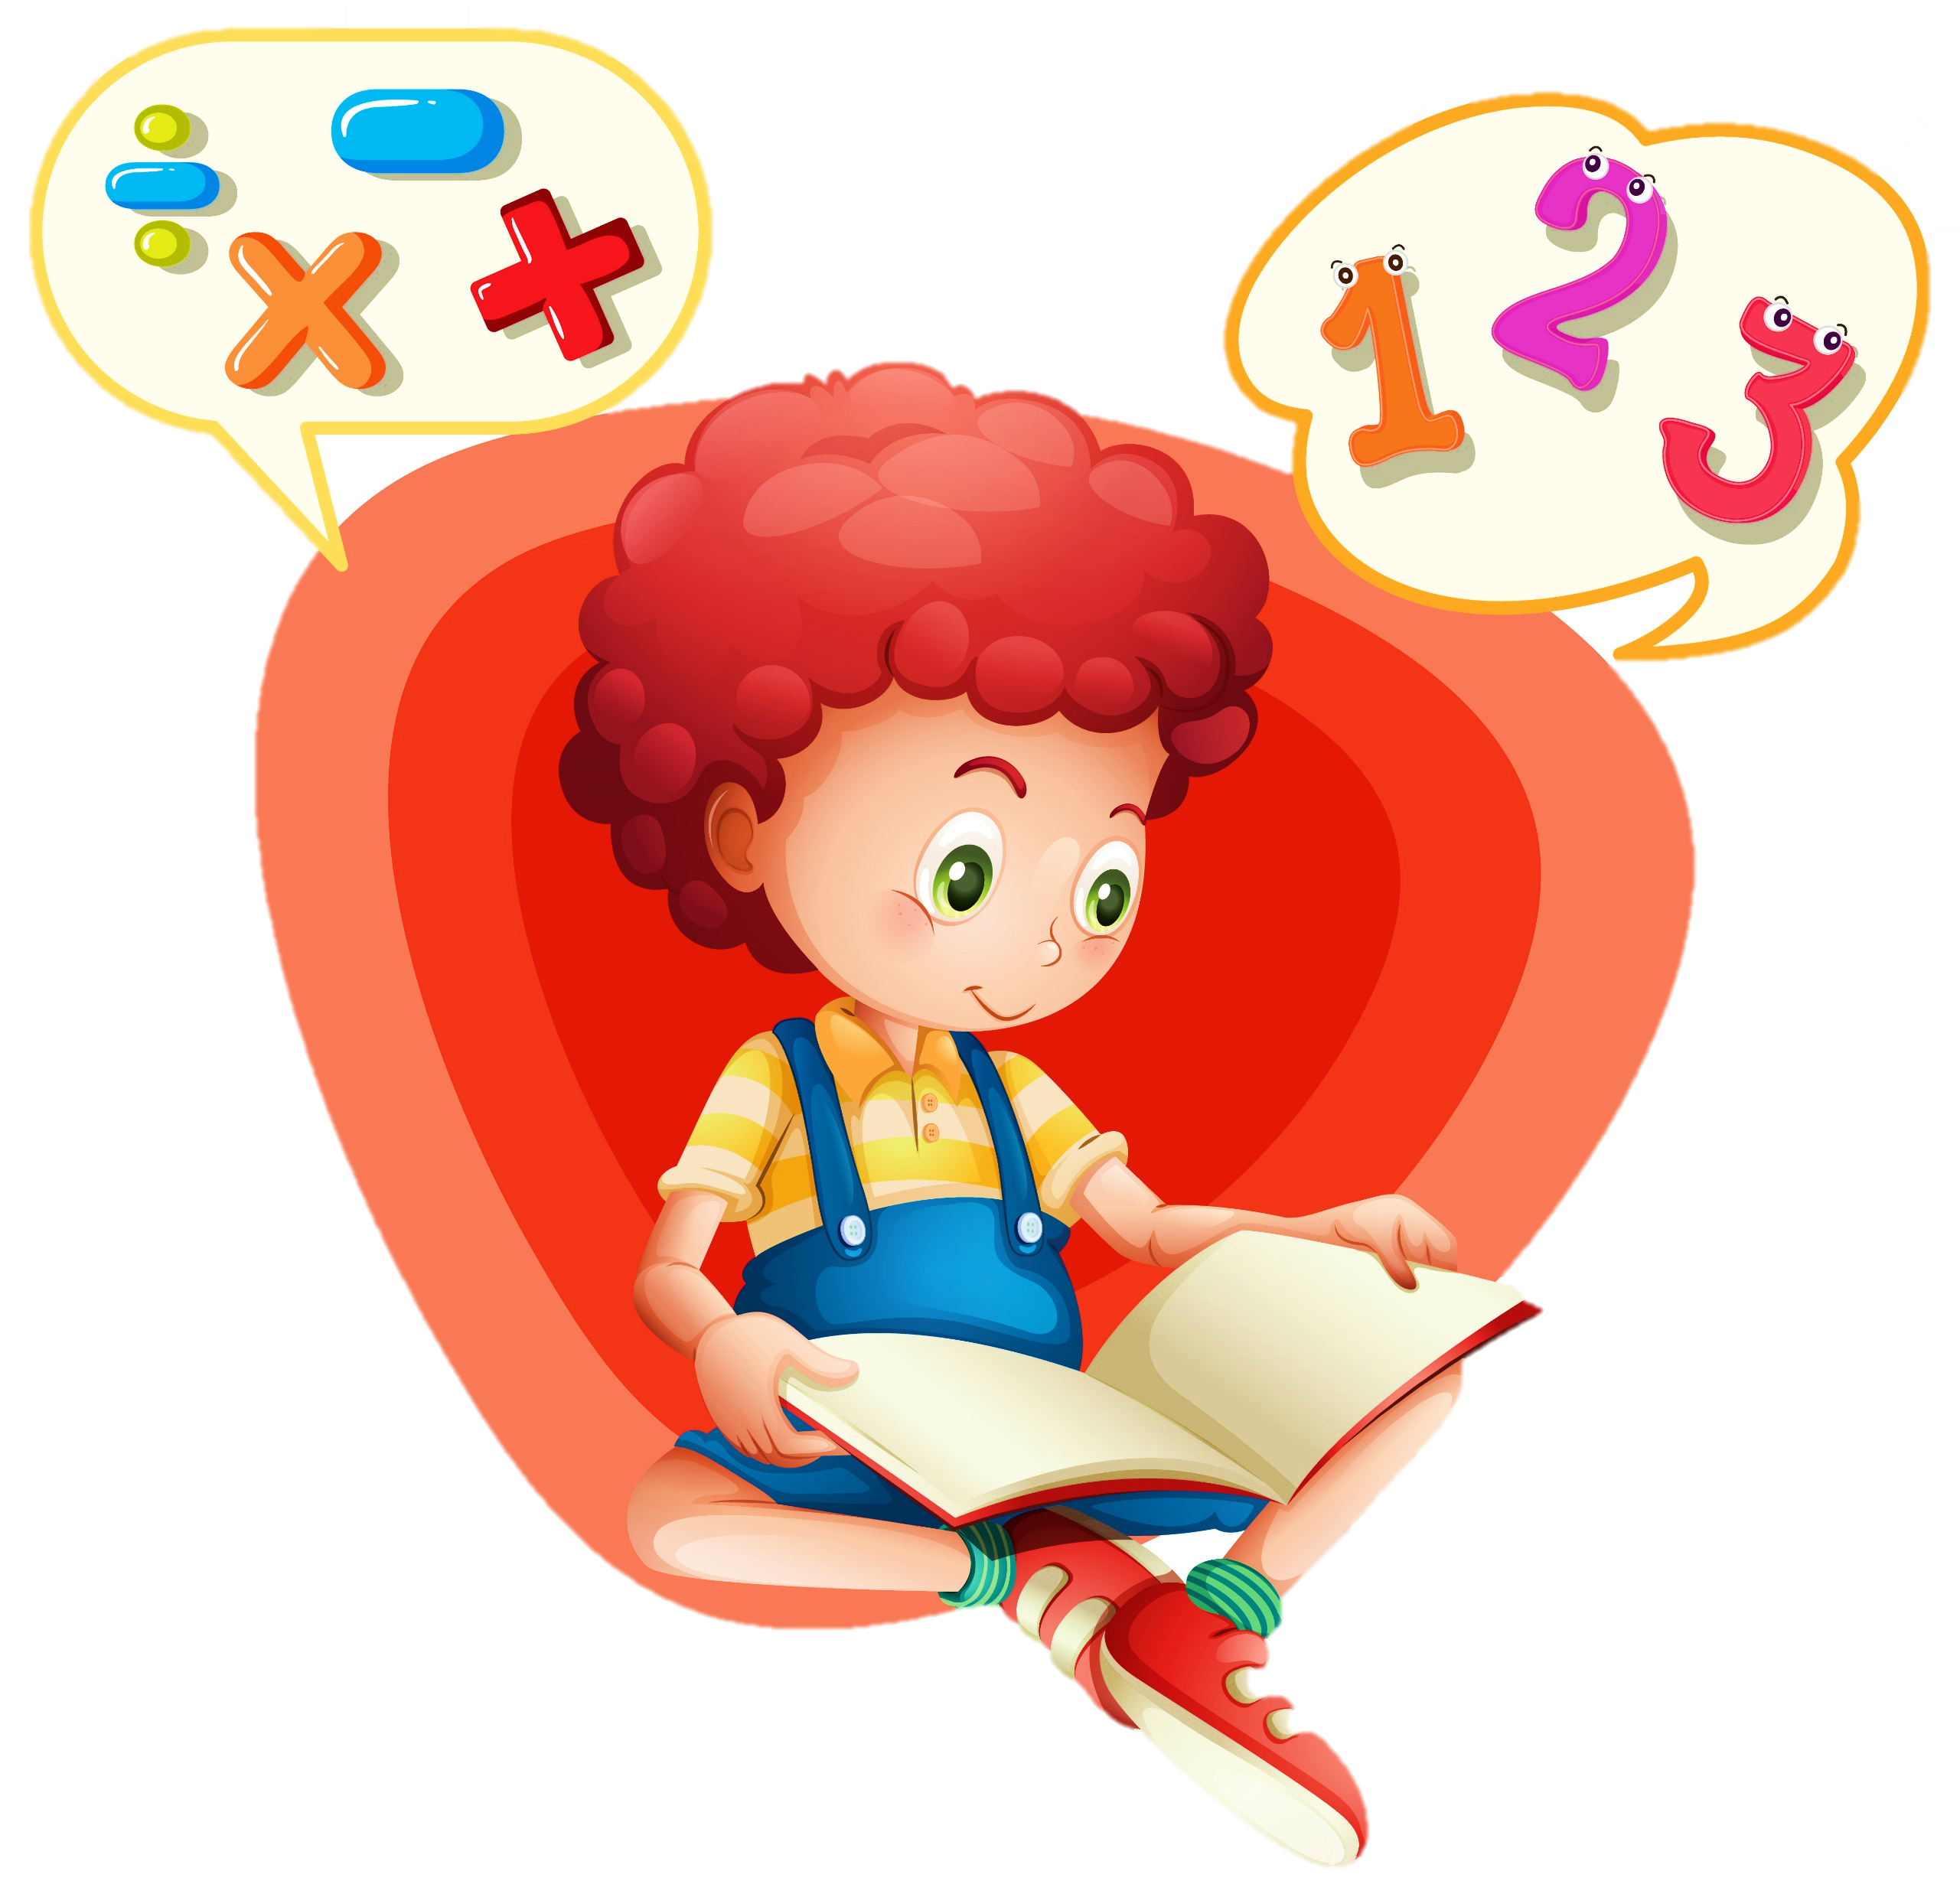 ÷ −
× +
1 2 3